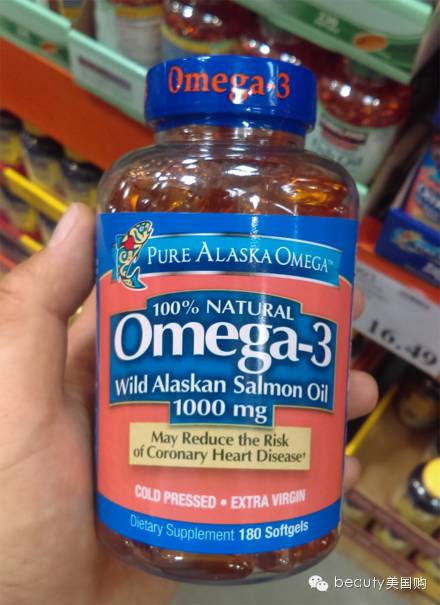 Omega-3
PURE ALASKA OMEGA™
100% NATURAL
Omega-3
Wild Alaskan Salmon Oil
1000 mg
May Reduce the Risk
of Coronary Heart Disease†
COLD PRESSED • EXTRA VIRGIN
Dietary Supplement 180 Softgels
16.49
becuty美国购